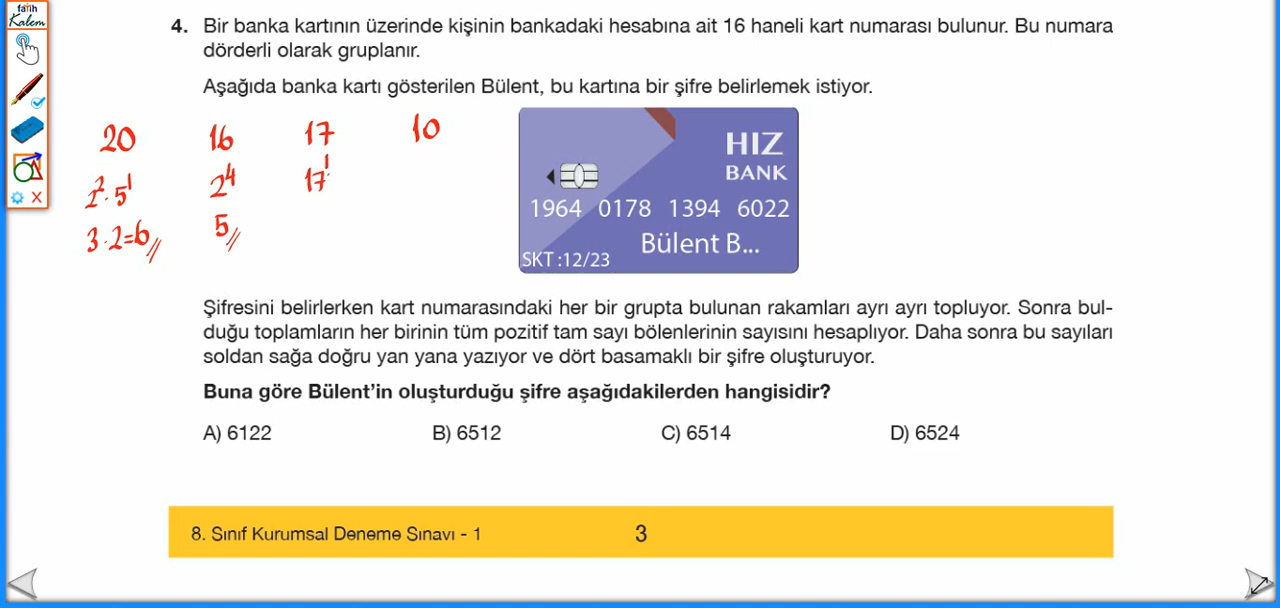 fatih
Kalem
4. Bir banka kartının üzerinde kişinin bankadaki hesabına ait 16 haneli kart numarası bulunur. Bu numara
dörderli olarak gruplanır.
Aşağıda banka kartı gösterilen Bülent, bu kartına bir şifre belirlemek istiyor.
20 16 17 10
2² · 5¹ 2⁴ 17¹
3 · 2 = 6 5
HIZ
BANK
1964 0178 1394 6022
Bülent B...
SKT :12/23
Şifresini belirlerken kart numarasındaki her bir grupta bulunan rakamları ayrı ayrı topluyor. Sonra bul-
duğu toplamların her birinin tüm pozitif tam sayı bölenlerinin sayısını hesaplıyor. Daha sonra bu sayıları
soldan sağa doğru yan yana yazıyor ve dört basamaklı bir şifre oluşturuyor.
Buna göre Bülent'in oluşturduğu şifre aşağıdakilerden hangisidir?
A) 6122 B) 6512 C) 6514 D) 6524
8. Sınıf Kurumsal Deneme Sınavı - 1 3